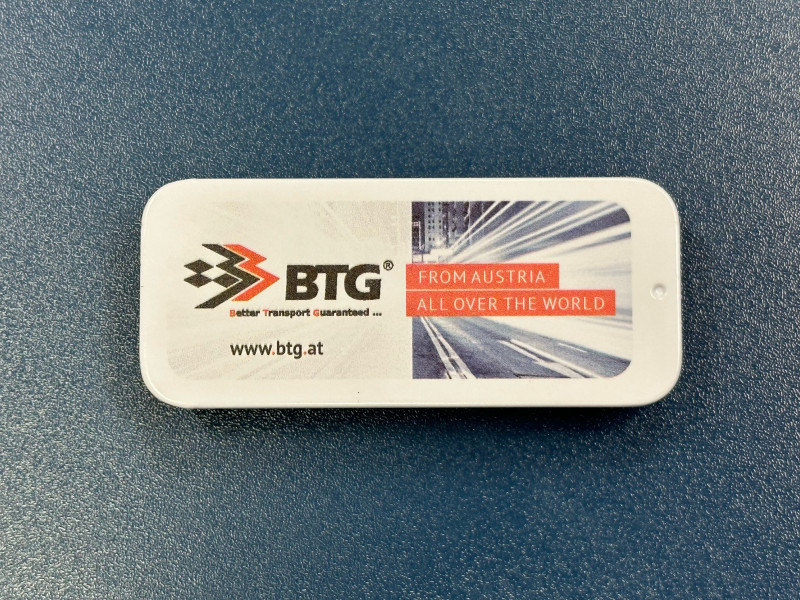 BTG®
Better Transport Guaranteed ...
www.btg.at
FROM AUSTRIA
ALL OVER THE WORLD